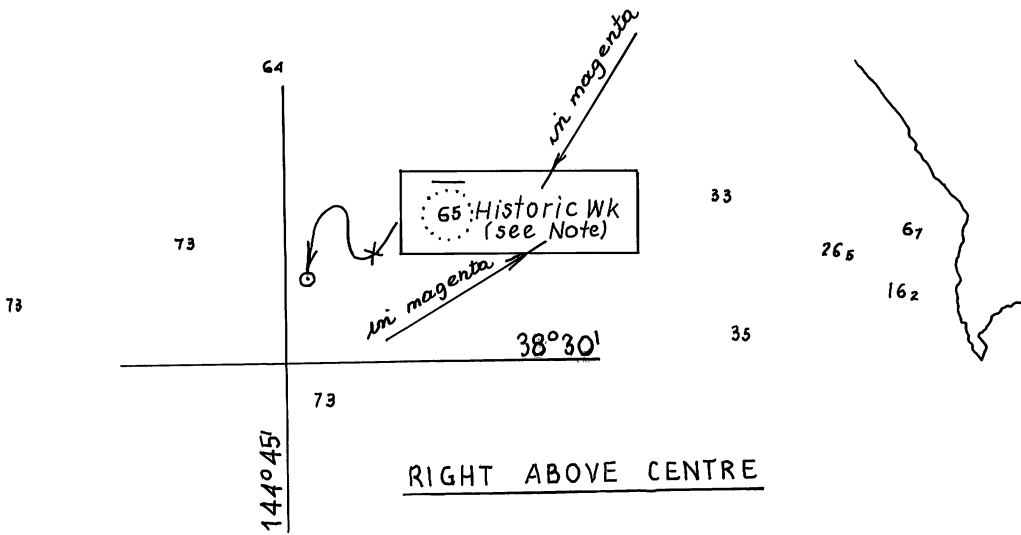 64
in magenta
65 Historic Wk
(see Note)
33
73
67
265
73
162
in magenta
35
38°30'
73
144°45'
RIGHT ABOVE CENTRE